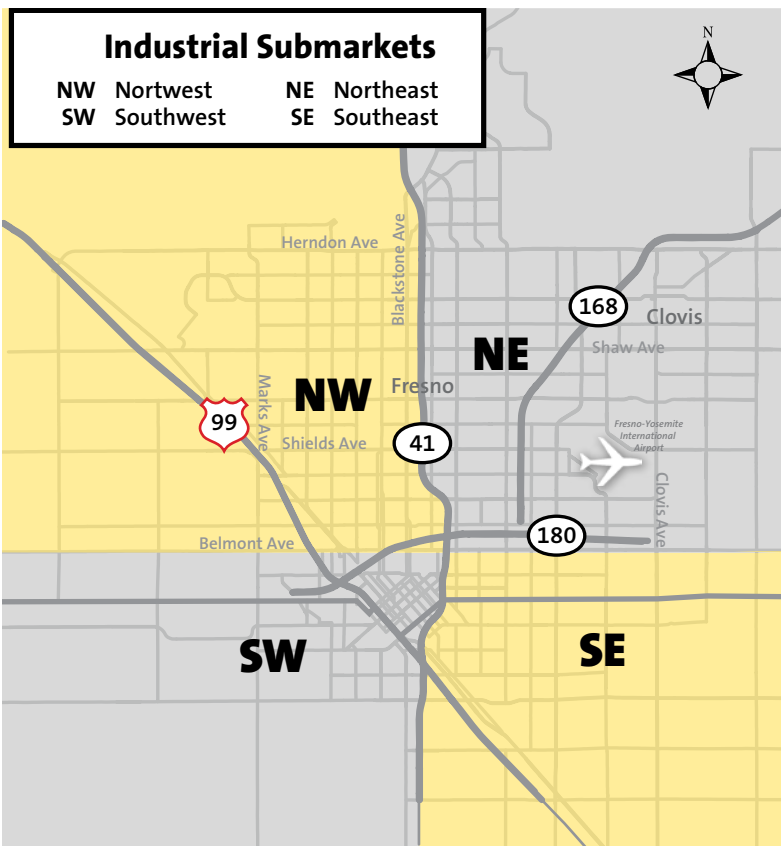 Industrial Submarkets
NW Nortwest NE Northeast
SW Southwest SE Southeast
N
Herndon Ave
Blackstone Ave
168
Clovis
Shaw Ave
NE
NW
Fresno
Marks Ave
99
Shields Ave
41
Fresno-Yosemite
International
Airport
Clovis Ave
Belmont Ave
180
SW
SE